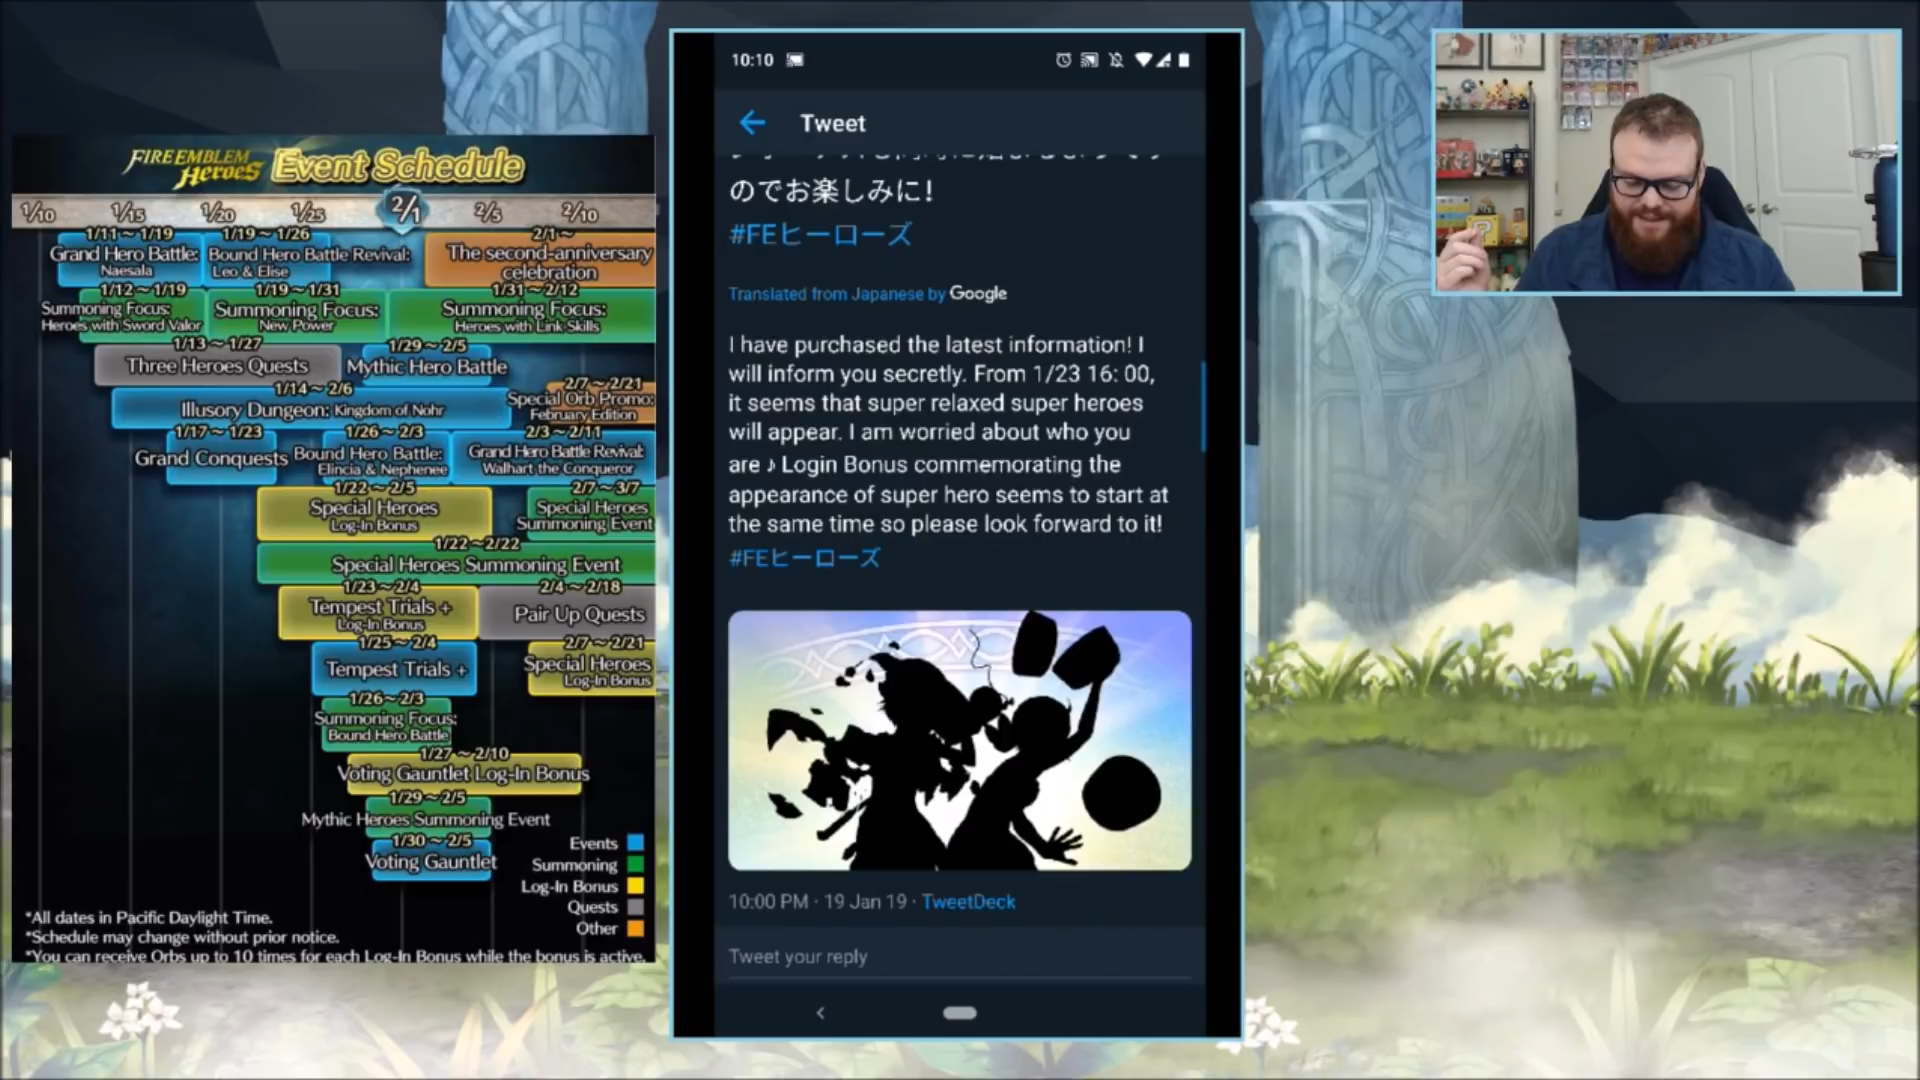 FIRE EMBLEM
Heroes
Event Schedule
1/10 1/15 1/20 1/25 2/1 2/5 2/10
1/11 ~ 1/19
Grand Hero Battle:
Naesala
1/19 ~ 1/26
Bound Hero Battle Revival:
Leo & Elise
2/1 ~
The second-anniversary
celebration
1/12 ~ 1/19
Summoning Focus:
Heroes with Sword Valor
1/19 ~ 1/31
Summoning Focus:
New Power
1/31 ~ 2/12
Summoning Focus:
Heroes with Link Skills
1/13 ~ 1/27
Three Heroes Quests
1/29 ~ 2/5
Mythic Hero Battle
1/14 ~ 2/6
Illusory Dungeon: Kingdom of Nohr
2/7 ~ 2/21
Special Orb Promo:
February Edition
1/17 ~ 1/23
Grand Conquests
1/26 ~ 2/3
Bound Hero Battle:
Elincia & Nephenee
2/3 ~ 2/11
Grand Hero Battle Revival:
Walhart the Conqueror
1/22 ~ 2/5
Special Heroes
Log-In Bonus
2/7 ~ 3/7
Special Heroes
Summoning Event
1/22 ~ 2/22
Special Heroes Summoning Event
1/23 ~ 2/4
Tempest Trials +
Log-In Bonus
2/4 ~ 2/18
Pair Up Quests
1/25 ~ 2/4
Tempest Trials +
2/7 ~ 2/21
Special Heroes
Log-In Bonus
1/26 ~ 2/3
Summoning Focus:
Bound Hero Battle
1/27 ~ 2/10
Voting Gauntlet Log-In Bonus
1/29 ~ 2/5
Mythic Heroes Summoning Event
1/30 ~ 2/5
Voting Gauntlet
Events
Summoning
Log-In Bonus
Quests
Other
*All dates in Pacific Daylight Time.
*Schedule may change without prior notice.
*You can receive Orbs up to 10 times for each Log-In Bonus while the bonus is active.
10:10
Tweet
のでお楽しみに!
#FEヒーローズ
Translated from Japanese by Google
I have purchased the latest information! I
will inform you secretly. From 1/23 16: 00,
it seems that super relaxed super heroes
will appear. I am worried about who you
are ♪ Login Bonus commemorating the
appearance of super hero seems to start at
the same time so please look forward to it!
#FEヒーローズ
10:00 PM · 19 Jan 19 · TweetDeck
Tweet your reply